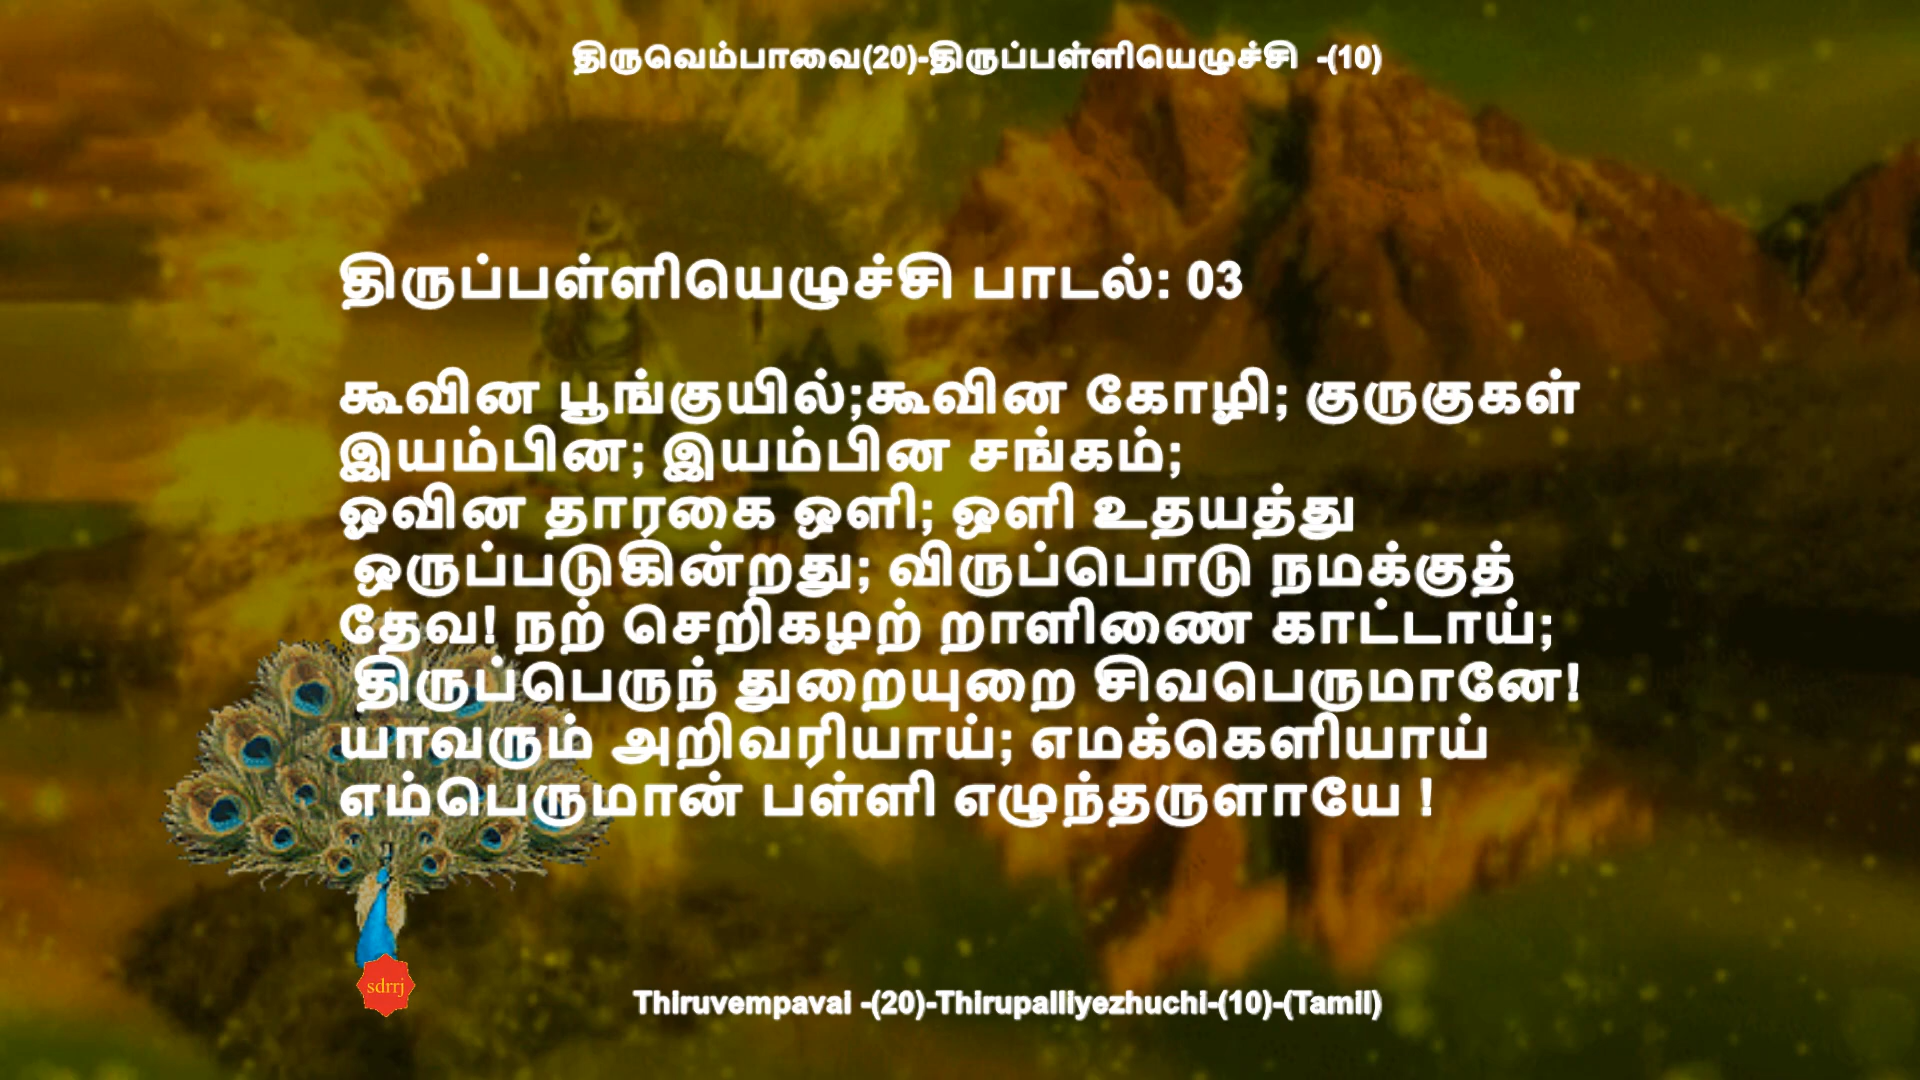 திருவெம்பாவை(20)-திருப்பள்ளியெழுச்சி -(10)
திருப்பள்ளியெழுச்சி பாடல்: 03
கூவின பூங்குயில்;கூவின கோழி; குருகுகள்
இயம்பின; இயம்பின சங்கம்;
ஓவின தாரகை ஒளி; ஒளி உதயத்து
ஒருப்படுகின்றது; விருப்பொடு நமக்குத்
தேவ! நற் செறிகழற் றாளிணை காட்டாய்;
திருப்பெருந் துறையுறை சிவபெருமானே!
யாவரும் அறிவரியாய்; எமக்கெளியாய்
எம்பெருமான் பள்ளி எழுந்தருளாயே !
sdrrj
Thiruvempavai -(20)-Thirupalliyezhuchi-(10)-(Tamil)